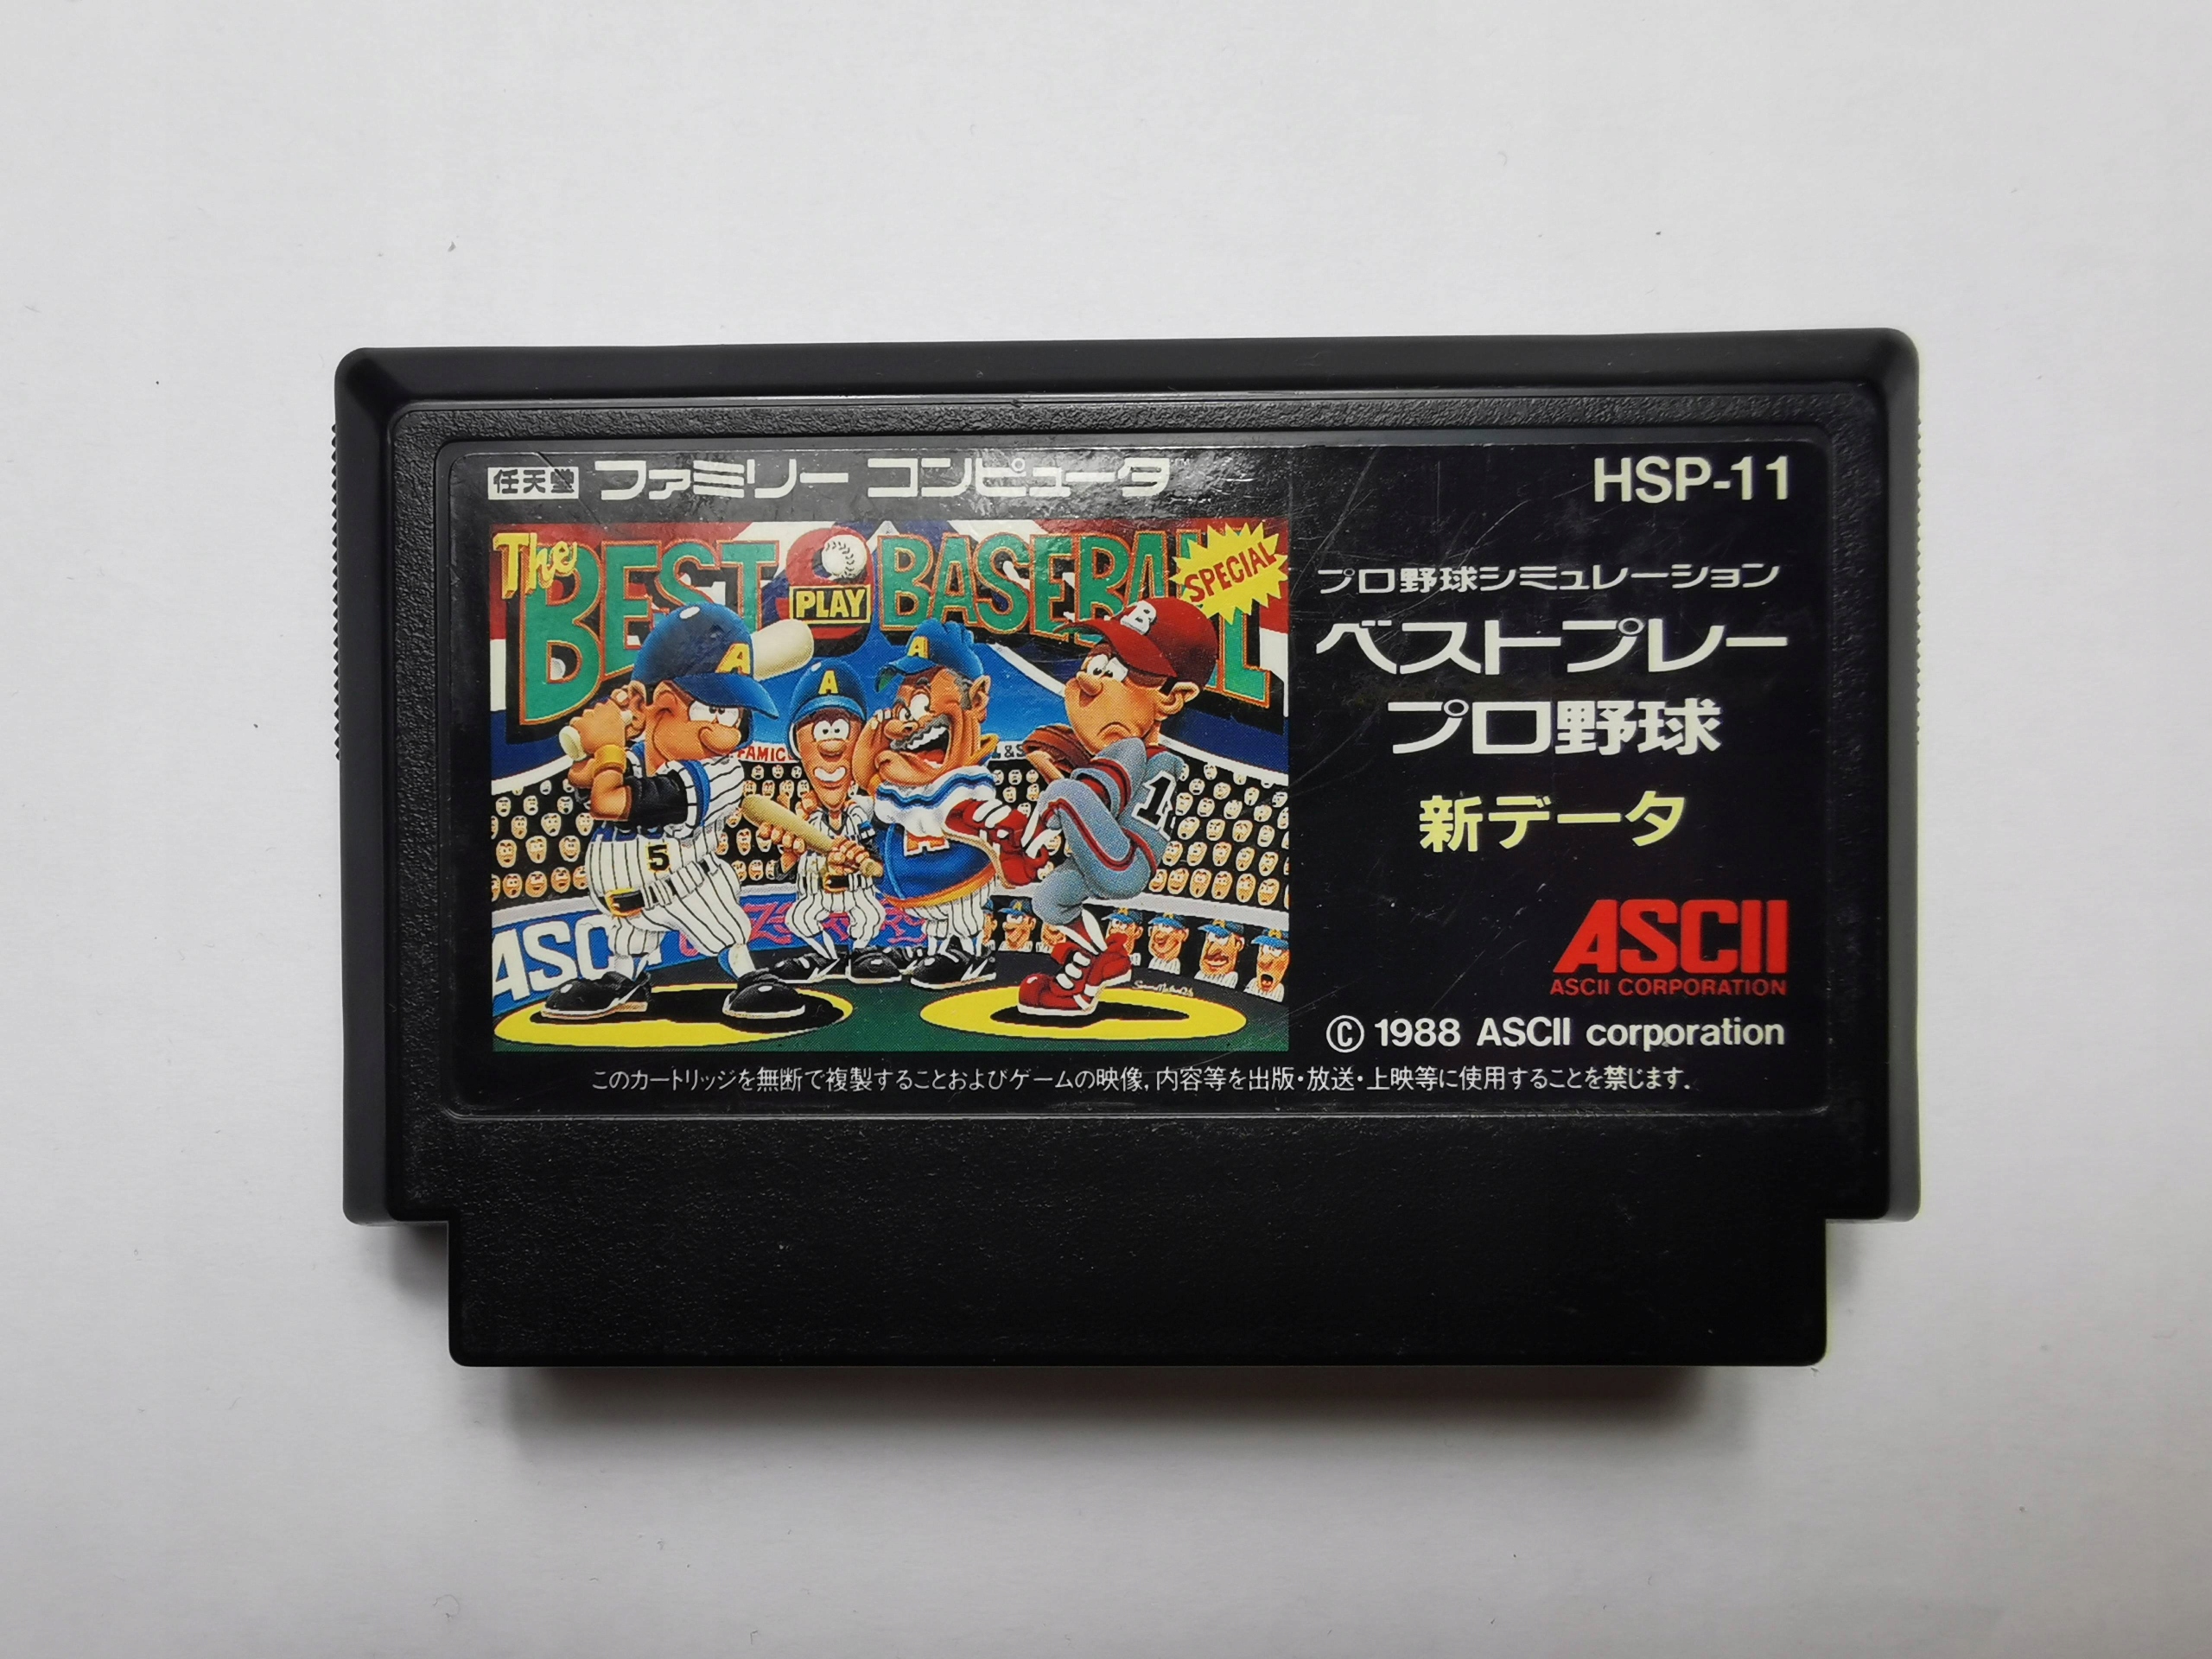 任天堂 ファミリー コンピュータ
HSP-11
The BEST PLAY BASEBALL
SPECIAL
B
A
A
A
FAMIC
&S
5
1
ASCII
プロ野球シミュレーション
ベストプレー
プロ野球
新データ
ASCII
ASCII CORPORATION
© 1988 ASCII corporation
このカートリッジを無断で複製することおよびゲームの映像,内容等を出版・放送・上映等に使用することを禁じます.